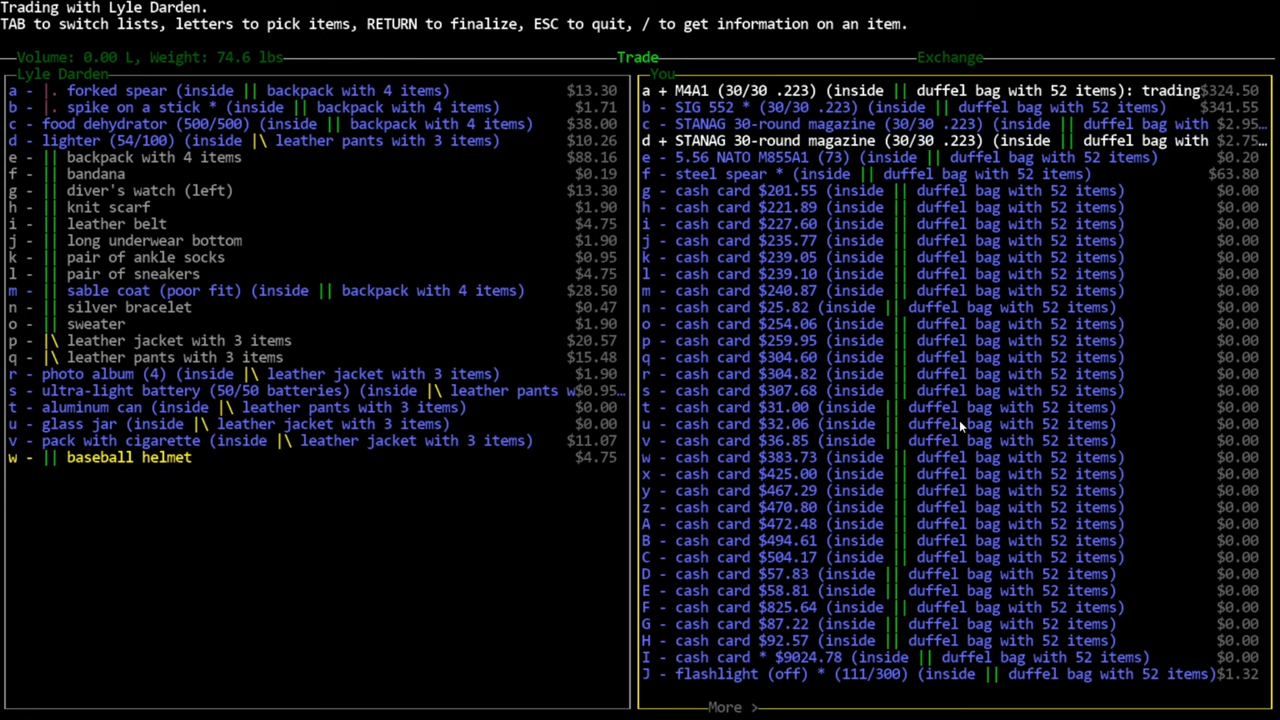 Trading with Lyle Darden.
TAB to switch lists, letters to pick items, RETURN to finalize, ESC to quit, / to get information on an item.
Volume: 0.00 L, Weight: 74.6 lbs Trade Exchange
Lyle Darden
a - |. forked spear (inside || backpack with 4 items) $13.30
b - |. spike on a stick * (inside || backpack with 4 items) $1.71
c - food dehydrator (500/500) (inside || backpack with 4 items) $38.00
d - lighter (54/100) (inside |\ leather pants with 3 items) $10.26
e - || backpack with 4 items $88.16
f - || bandana $0.19
g - || diver's watch (left) $13.30
h - || knit scarf $1.90
i - || leather belt $4.75
j - || long underwear bottom $1.90
k - || pair of ankle socks $0.95
l - || pair of sneakers $4.75
m - || sable coat (poor fit) (inside || backpack with 4 items) $28.50
n - || silver bracelet $0.47
o - || sweater $1.90
p - |\ leather jacket with 3 items $20.57
q - |\ leather pants with 3 items $15.48
r - photo album (4) (inside |\ leather jacket with 3 items) $1.90
s - ultra-light battery (50/50 batteries) (inside |\ leather pants w$0.95…
t - aluminum can (inside |\ leather pants with 3 items) $0.00
u - glass jar (inside |\ leather jacket with 3 items) $0.00
v - pack with cigarette (inside |\ leather jacket with 3 items) $11.07
w - || baseball helmet $4.75
You
a + M4A1 (30/30 .223) (inside || duffel bag with 52 items): trading$324.50
b - SIG 552 * (30/30 .223) (inside || duffel bag with 52 items) $341.55
c - STANAG 30-round magazine (30/30 .223) (inside || duffel bag with $2.95…
d + STANAG 30-round magazine (30/30 .223) (inside || duffel bag with $2.75…
e - 5.56 NATO M855A1 (73) (inside || duffel bag with 52 items) $0.20
f - steel spear * (inside || duffel bag with 52 items) $63.80
g - cash card $201.55 (inside || duffel bag with 52 items) $0.00
h - cash card $221.89 (inside || duffel bag with 52 items) $0.00
i - cash card $227.60 (inside || duffel bag with 52 items) $0.00
j - cash card $235.77 (inside || duffel bag with 52 items) $0.00
k - cash card $239.05 (inside || duffel bag with 52 items) $0.00
l - cash card $239.10 (inside || duffel bag with 52 items) $0.00
m - cash card $240.87 (inside || duffel bag with 52 items) $0.00
n - cash card $25.82 (inside || duffel bag with 52 items) $0.00
o - cash card $254.06 (inside || duffel bag with 52 items) $0.00
p - cash card $259.95 (inside || duffel bag with 52 items) $0.00
q - cash card $304.60 (inside || duffel bag with 52 items) $0.00
r - cash card $304.82 (inside || duffel bag with 52 items) $0.00
s - cash card $307.68 (inside || duffel bag with 52 items) $0.00
t - cash card $31.00 (inside || duffel bag with 52 items) $0.00
u - cash card $32.06 (inside || duffel bag with 52 items) $0.00
v - cash card $36.85 (inside || duffel bag with 52 items) $0.00
w - cash card $383.73 (inside || duffel bag with 52 items) $0.00
x - cash card $425.00 (inside || duffel bag with 52 items) $0.00
y - cash card $467.29 (inside || duffel bag with 52 items) $0.00
z - cash card $470.80 (inside || duffel bag with 52 items) $0.00
A - cash card $472.48 (inside || duffel bag with 52 items) $0.00
B - cash card $494.61 (inside || duffel bag with 52 items) $0.00
C - cash card $504.17 (inside || duffel bag with 52 items) $0.00
D - cash card $57.83 (inside || duffel bag with 52 items) $0.00
E - cash card $58.81 (inside || duffel bag with 52 items) $0.00
F - cash card $825.64 (inside || duffel bag with 52 items) $0.00
G - cash card $87.22 (inside || duffel bag with 52 items) $0.00
H - cash card $92.57 (inside || duffel bag with 52 items) $0.00
I - cash card * $9024.78 (inside || duffel bag with 52 items) $0.00
J - flashlight (off) * (111/300) (inside || duffel bag with 52 items)$1.32
More >